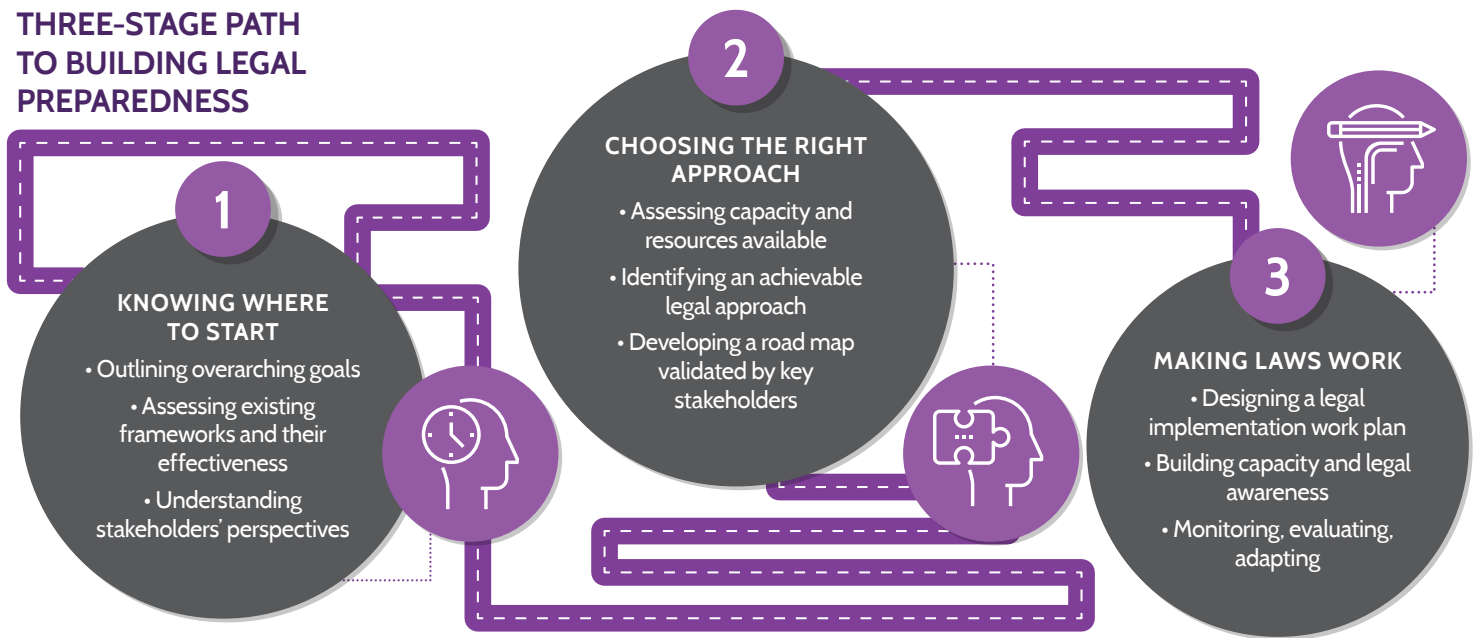 THREE-STAGE PATH
TO BUILDING LEGAL
PREPAREDNESS
1
KNOWING WHERE
TO START
• Outlining overarching goals
• Assessing existing
frameworks and their
effectiveness
• Understanding
stakeholders' perspectives
2
CHOOSING THE RIGHT
APPROACH
• Assessing capacity and
resources available
• Identifying an achievable
legal approach
• Developing a road map
validated by key
stakeholders
3
MAKING LAWS WORK
• Designing a legal
implementation work plan
• Building capacity and legal
awareness
• Monitoring, evaluating,
adapting